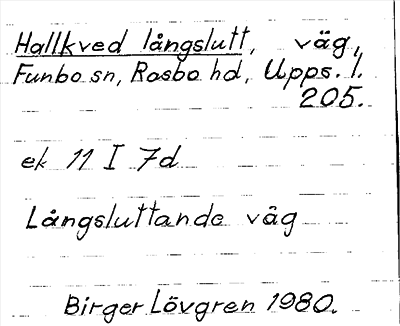 Hallkved långslutt, väg,
Funbo sn, Rasbo hd, Upps. l.
205.
ek 11 I 7d
Långsluttande väg
Birger Lövgren 1980.